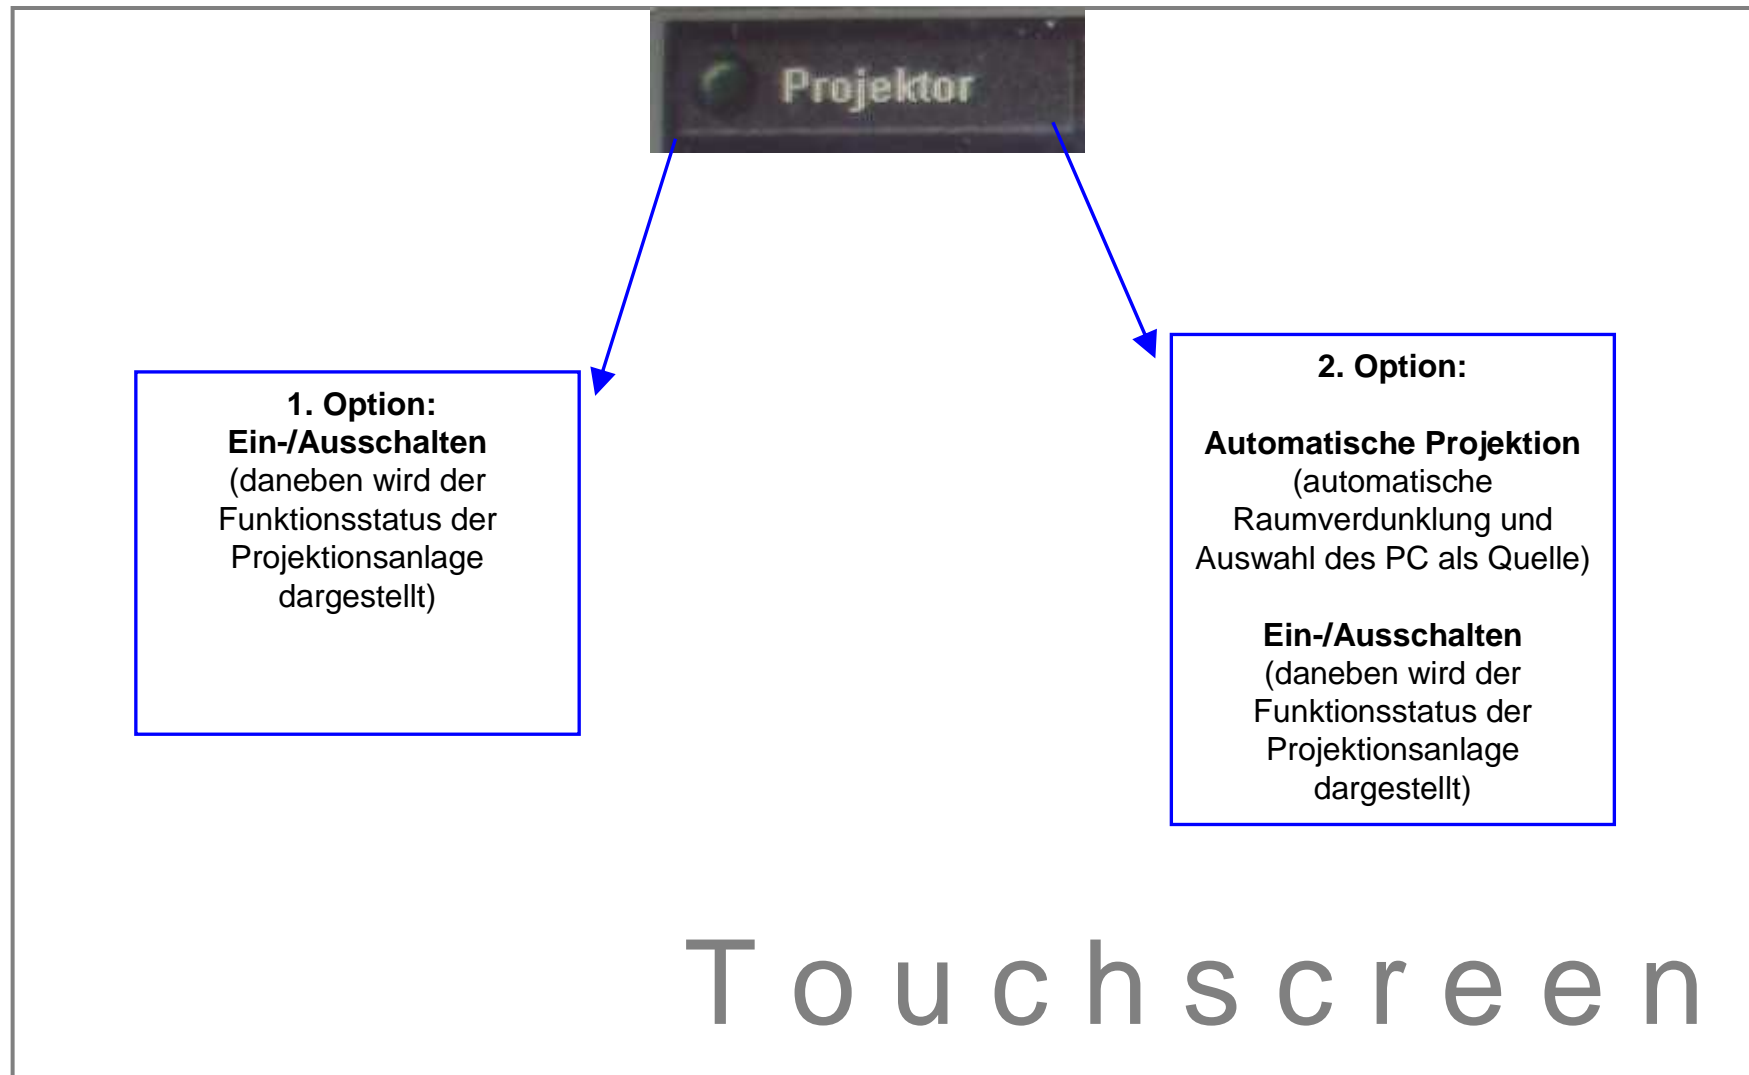 Projektor
1. Option:
Ein-/Ausschalten
(daneben wird der
Funktionsstatus der
Projektionsanlage
dargestellt)
2. Option:
Automatische Projektion
(automatische
Raumverdunklung und
Auswahl des PC als Quelle)
Ein-/Ausschalten
(daneben wird der
Funktionsstatus der
Projektionsanlage
dargestellt)
Touchscreen